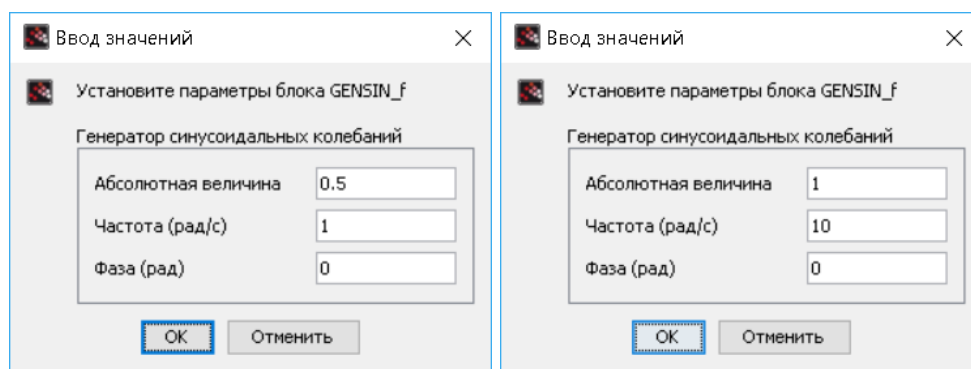 Ввод значений
Установите параметры блока GENSIN_f
Генератор синусоидальных колебаний
Абсолютная величина 0.5
Частота (рад/с) 1
Фаза (рад) 0
OK Отменить
Ввод значений
Установите параметры блока GENSIN_f
Генератор синусоидальных колебаний
Абсолютная величина 1
Частота (рад/с) 10
Фаза (рад) 0
OK Отменить